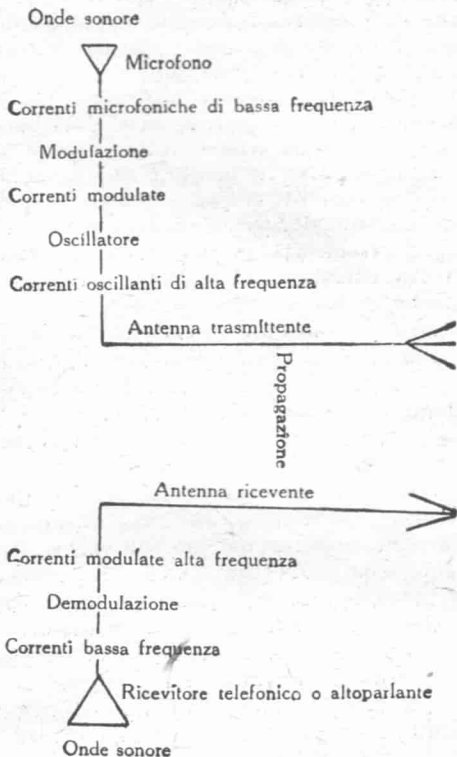 Onde sonore
Microfono
Correnti microfoniche di bassa frequenza
Modulazione
Correnti modulate
Oscillatore
Correnti oscillanti di alta frequenza
Antenna trasmittente
Propagazione
Antenna ricevente
Correnti modulate alta frequenza
Demodulazione
Correnti bassa frequenza
Ricevitore telefonico o altoparlante
Onde sonore